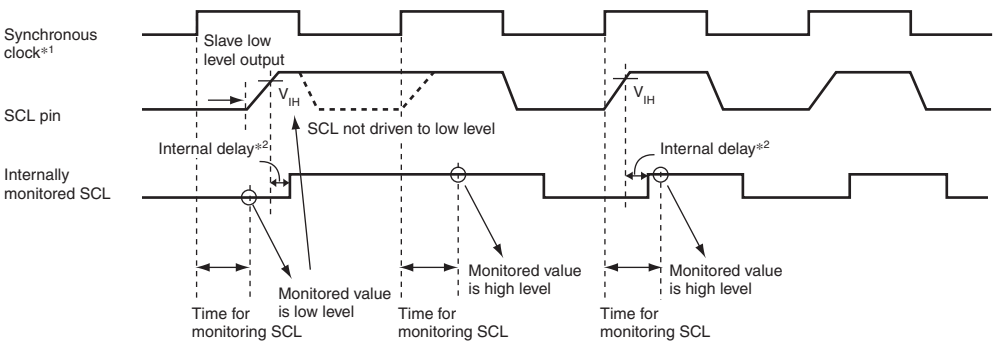 Synchronous
clock*1
Slave low
level output
VIH
VIH
SCL pin
SCL not driven to low level
Internal delay*2
Internal delay*2
Internally
monitored SCL
Monitored value
is low level
Monitored value
is high level
Monitored value
is high level
Time for
monitoring SCL
Time for
monitoring SCL
Time for
monitoring SCL